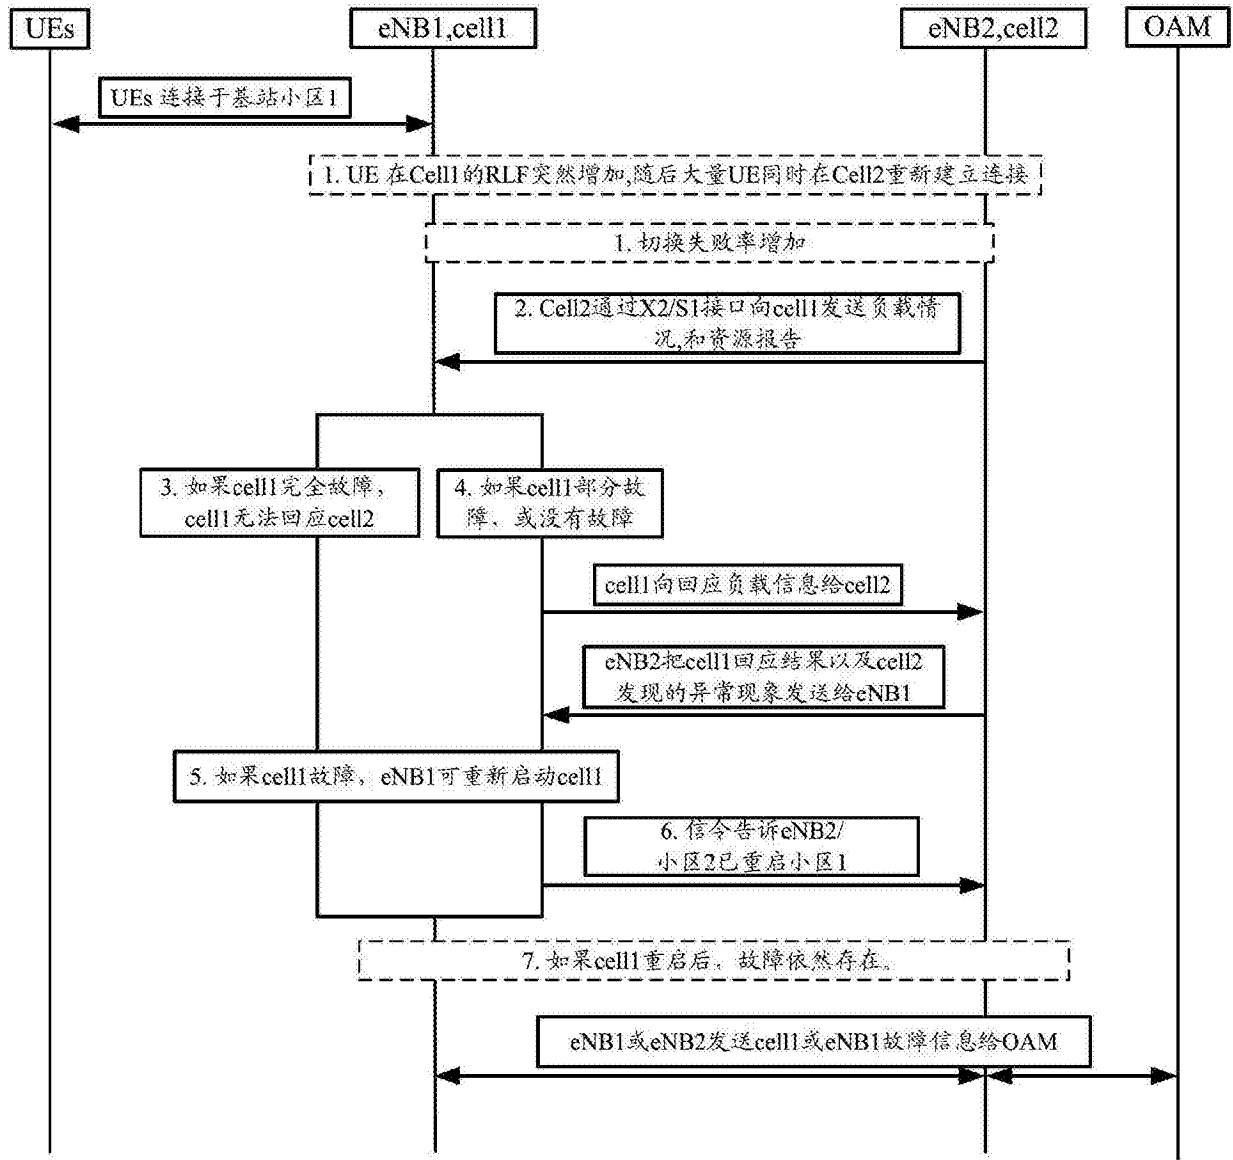 UEs
eNB1,cell1
eNB2,cell2
OAM
UEs 连接于基站小区1
1. UE 在Cell1的RLF突然增加,随后大量UE同时在Cell2重新建立连接
1. 切换失败率增加
2. Cell2通过X2/S1接口向cell1发送负载情
况,和资源报告
3. 如果cell1完全故障，
cell1无法回应cell2
4. 如果cell1部分故
障、或没有故障
cell1向回应负载信息给cell2
eNB2把cell1回应结果以及cell2
发现的异常现象发送给eNB1
5. 如果cell1故障，eNB1可重新启动cell1
6. 信令告诉eNB2/
小区2已重启小区1
7. 如果cell1重启后，故障依然存在。
eNB1或eNB2发送cell1或eNB1故障信息给OAM